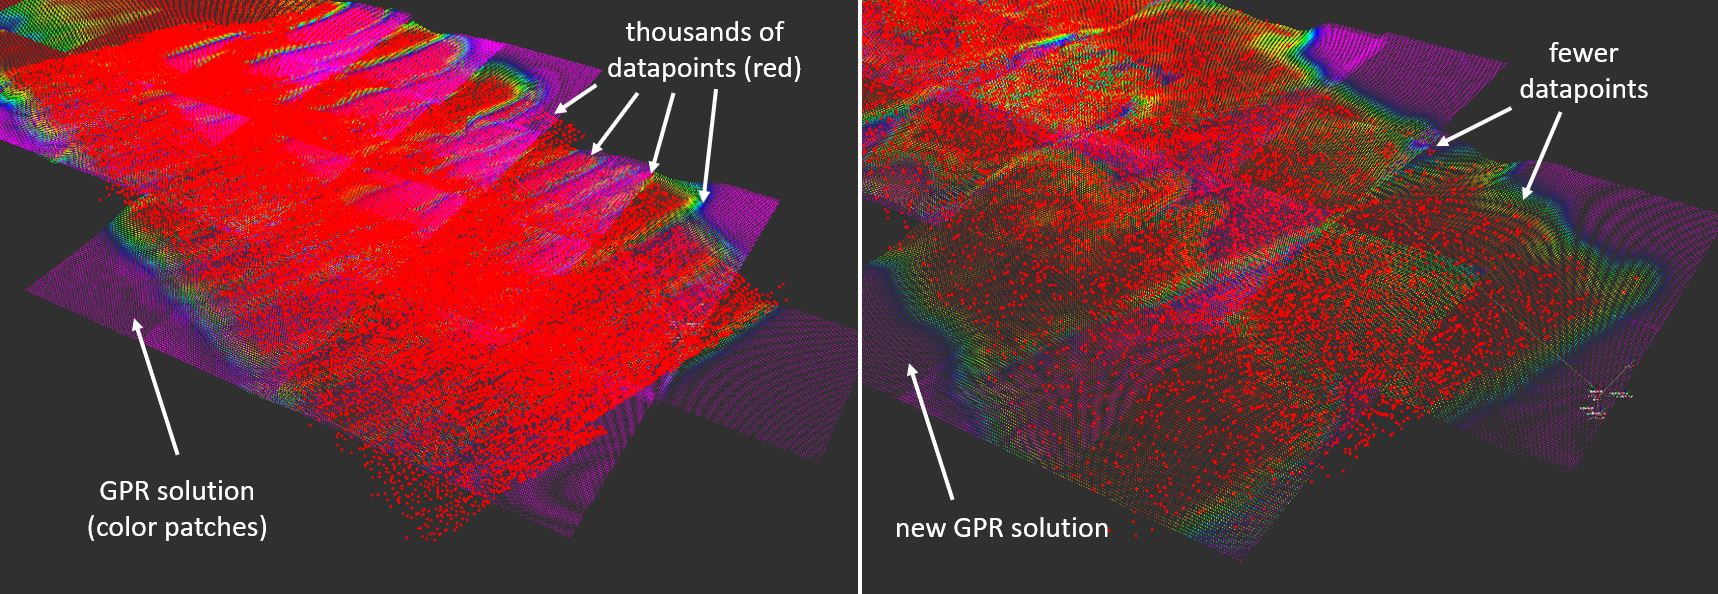 thousands of
datapoints (red)
GPR solution
(color patches)
fewer
datapoints
new GPR solution